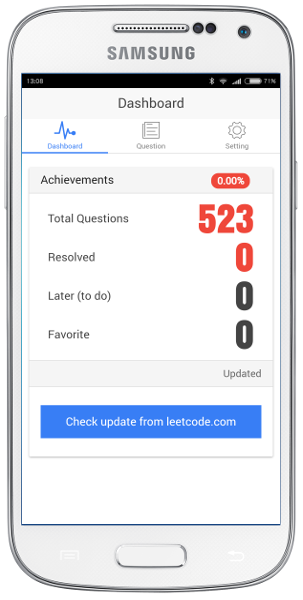 SAMSUNG
13:08 71%
Dashboard
Dashboard Question Setting
Achievements 0.00%
Total Questions 523
Resolved 0
Later (to do) 0
Favorite 0
Updated
Check update from leetcode.com